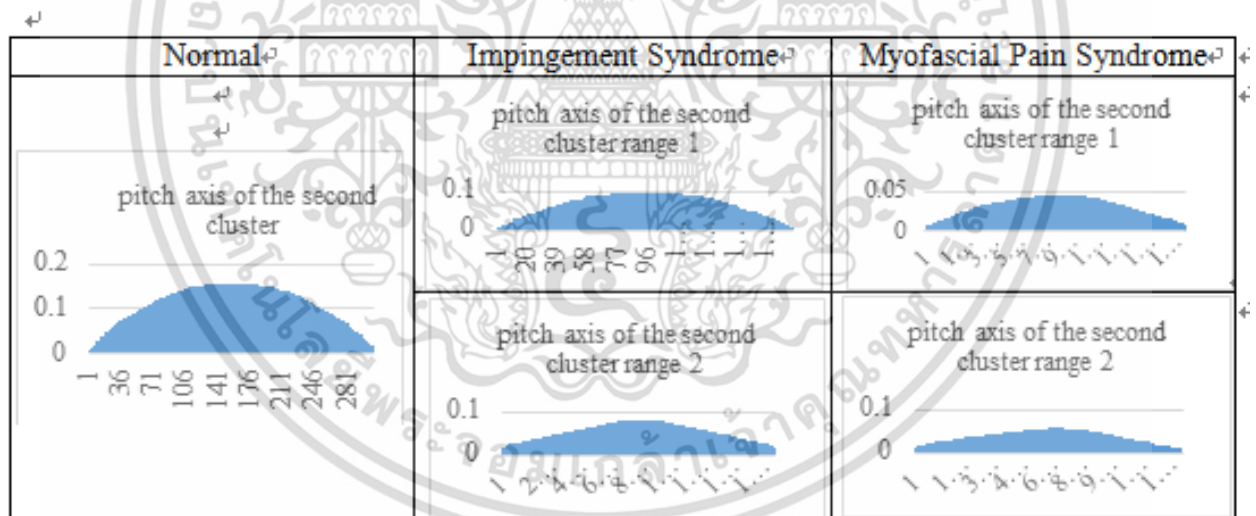 Normal
Impingement Syndrome
Myofascial Pain Syndrome
pitch axis of the second
cluster
0.2
0.1
0
1
36
71
106
141
176
211
246
281
pitch axis of the second
cluster range 1
0.1
0
1
20
39
58
77
96
1…
1…
1…
1…
pitch axis of the second
cluster range 1
0.05
0
pitch axis of the second
cluster range 2
0.1
0
pitch axis of the second
cluster range 2
0.1
0